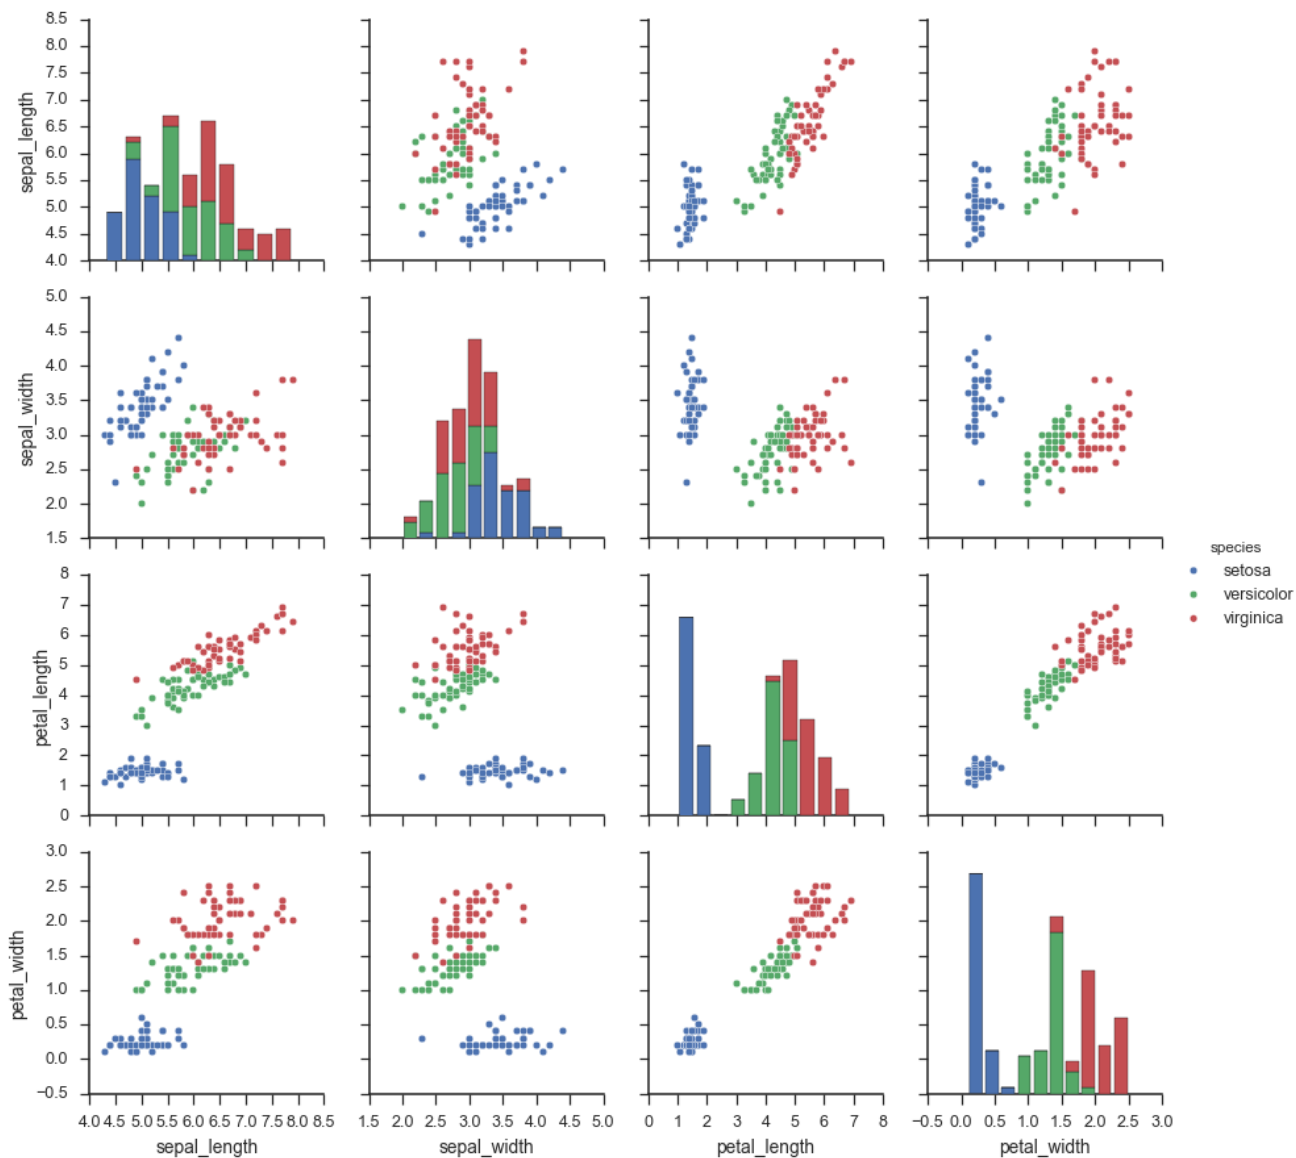 8.5
8.0
7.5
7.0
6.5
6.0
5.5
5.0
4.5
4.0
sepal_length
5.0
4.5
4.0
3.5
3.0
2.5
2.0
1.5
sepal_width
species
setosa
versicolor
virginica
8
7
6
5
4
3
2
1
0
petal_length
3.0
2.5
2.0
1.5
1.0
0.5
0.0
−0.5
petal_width
4.0 4.5 5.0 5.5 6.0 6.5 7.0 7.5 8.0 8.5
sepal_length
1.5 2.0 2.5 3.0 3.5 4.0 4.5 5.0
sepal_width
0 1 2 3 4 5 6 7 8
petal_length
−0.5 0.0 0.5 1.0 1.5 2.0 2.5 3.0
petal_width